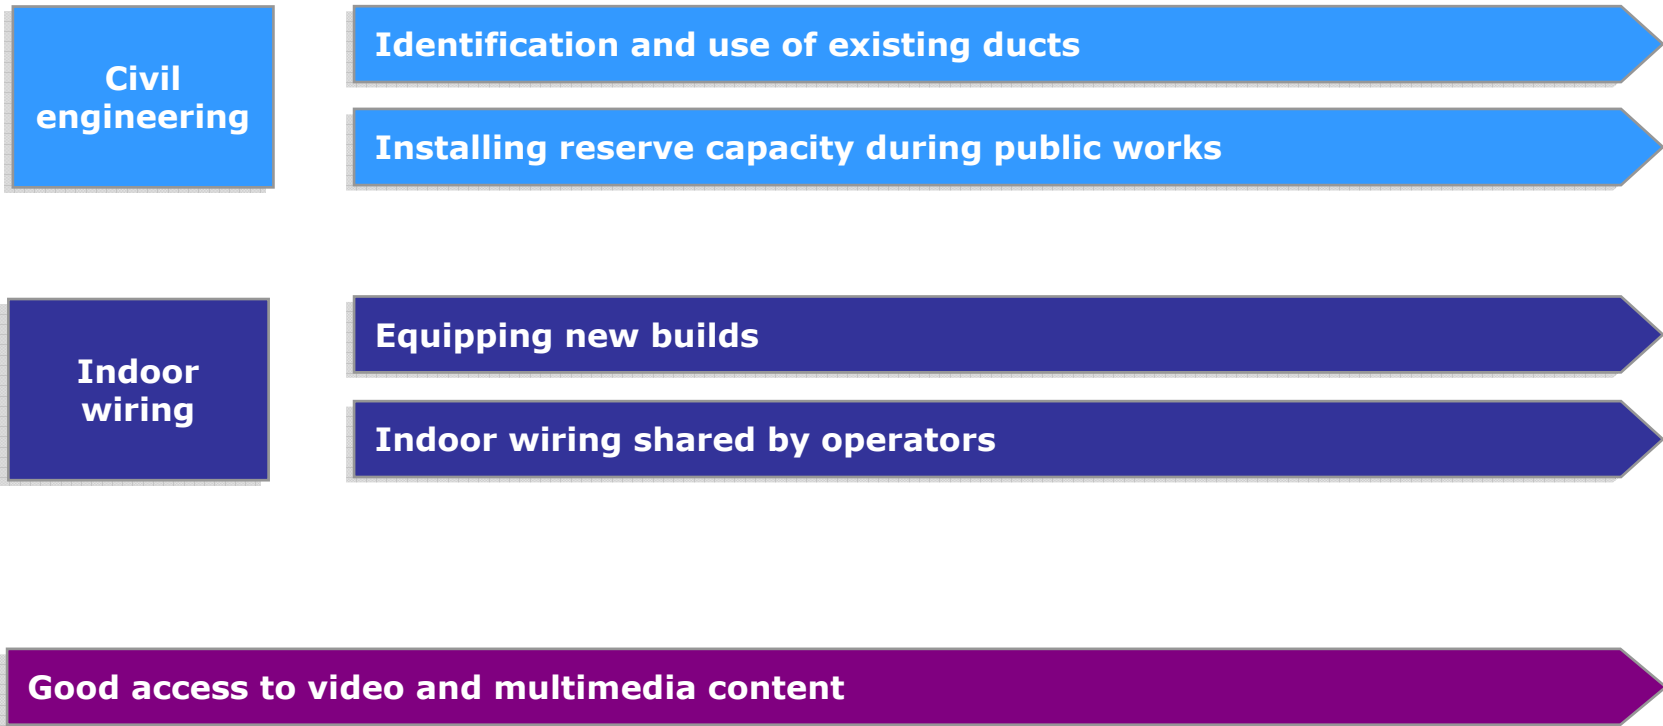 Civil
engineering
Identification and use of existing ducts
Installing reserve capacity during public works
Indoor
wiring
Equipping new builds
Indoor wiring shared by operators
Good access to video and multimedia content